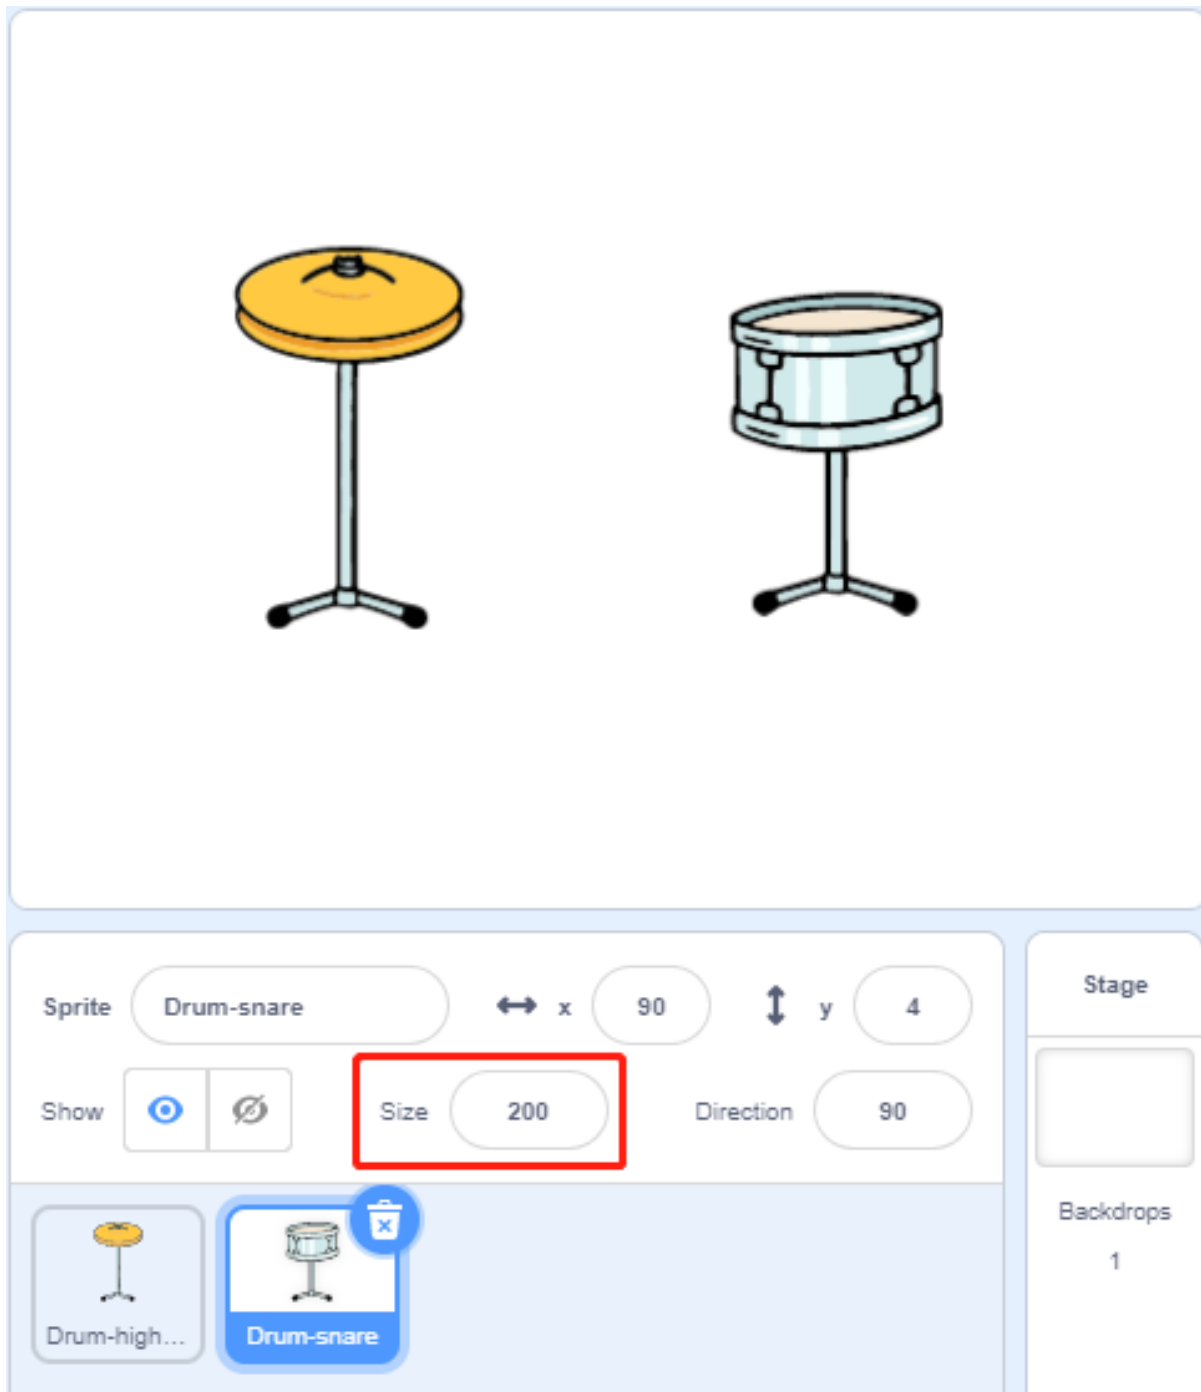 Sprite Drum-snare x 90 y 4
Show Size 200 Direction 90
Drum-high...
Drum-snare
Stage
Backdrops
1